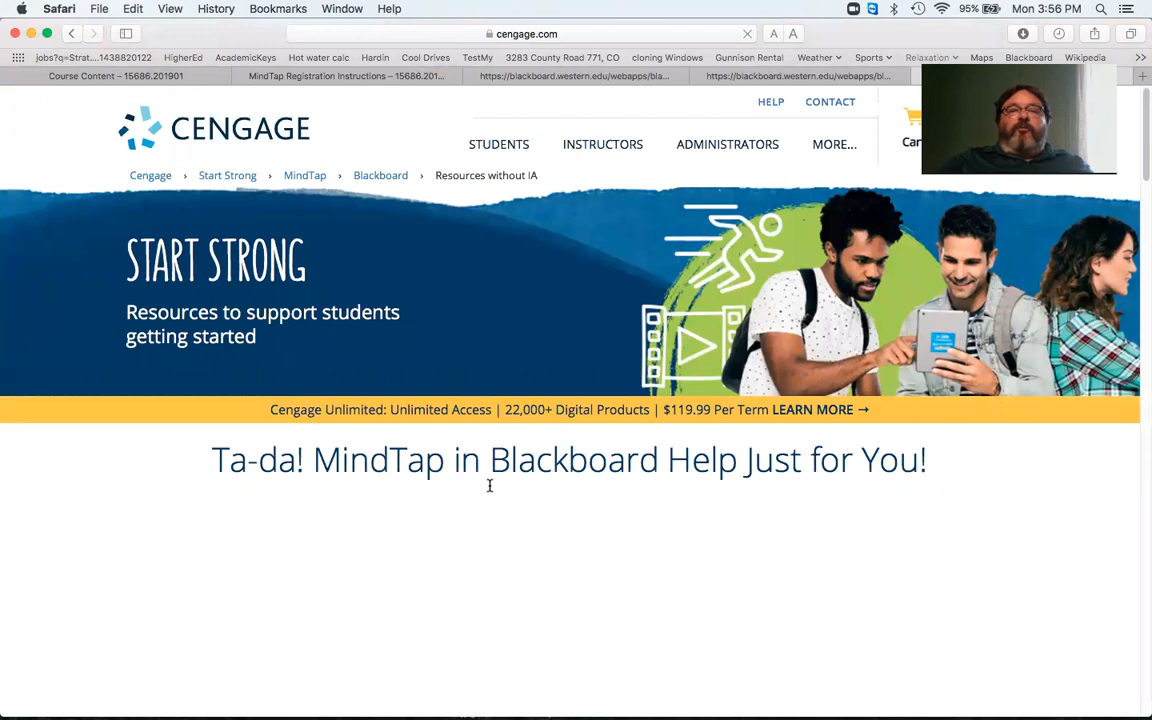 Safari File Edit View History Bookmarks Window Help 95% Mon 3:56 PM
cengage.com A A
jobs?q=Strat....1438820122 HigherEd AcademicKeys Hot water calc Hardin Cool Drives TestMy 3283 County Road 771, CO cloning Windows Gunnison Rental Weather Sports Relaxation Maps Blackboard Wikipedia >>
Course Content – 15686.201901 MindTap Registration Instructions – 15686.201... https://blackboard.western.edu/webapps/bla... https://blackboard.western.edu/webapps/bl...
HELP CONTACT
CENGAGE
STUDENTS INSTRUCTORS ADMINISTRATORS MORE...
Cengage › Start Strong › MindTap › Blackboard › Resources without IA
START STRONG
Resources to support students
getting started
Cengage Unlimited: Unlimited Access | 22,000+ Digital Products | $119.99 Per Term LEARN MORE →
Ta-da! MindTap in Blackboard Help Just for You!